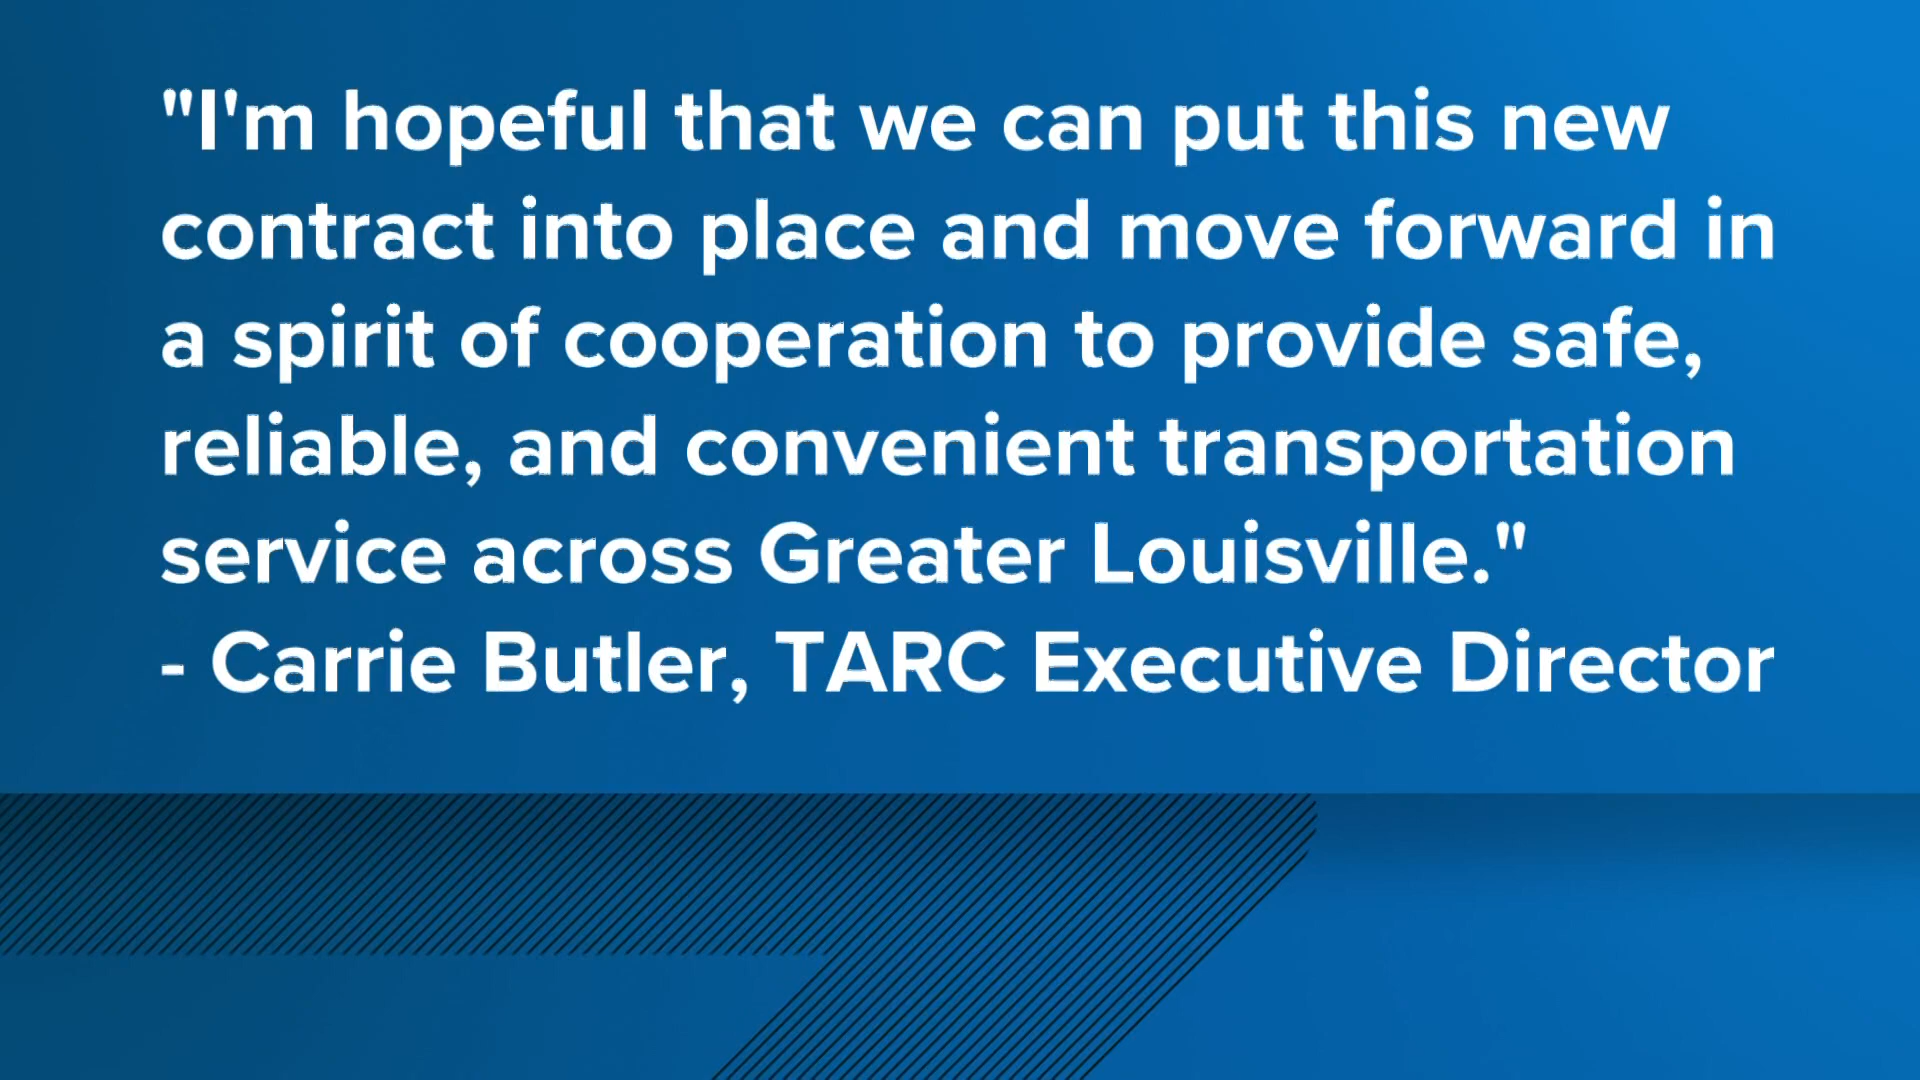 "I'm hopeful that we can put this new
contract into place and move forward in
a spirit of cooperation to provide safe,
reliable, and convenient transportation
service across Greater Louisville."
- Carrie Butler, TARC Executive Director